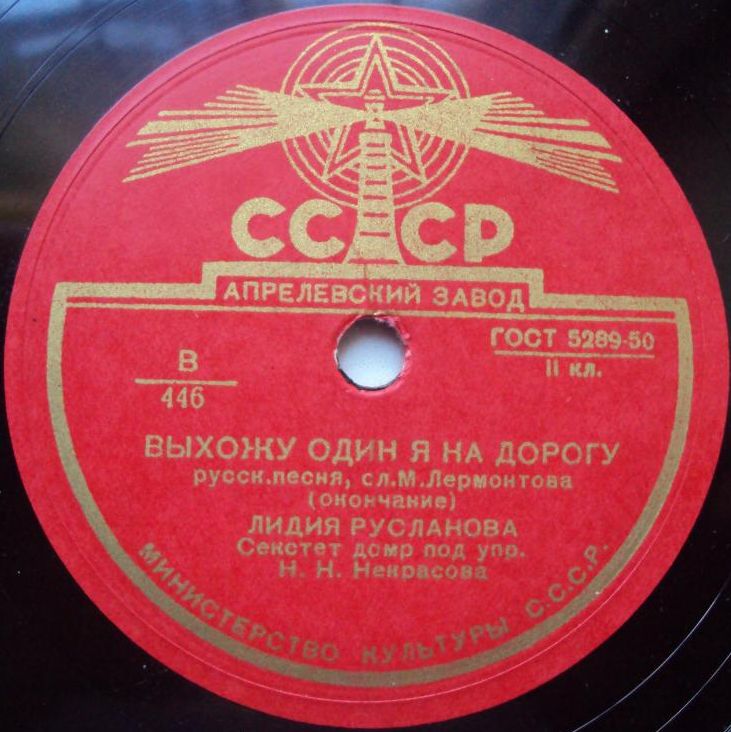 СССР
АПРЕЛЕВСКИЙ ЗАВОД
ГОСТ 5289-50
II кл.
В
446
ВЫХОЖУ ОДИН Я НА ДОРОГУ
русск.песня, сл.М.Лермонтова
(окончание)
ЛИДИЯ РУСЛАНОВА
Секстет домр под упр.
Н. Н. Некрасова
МИНИСТЕРСТВО КУЛЬТУРЫ С.С.С.Р.